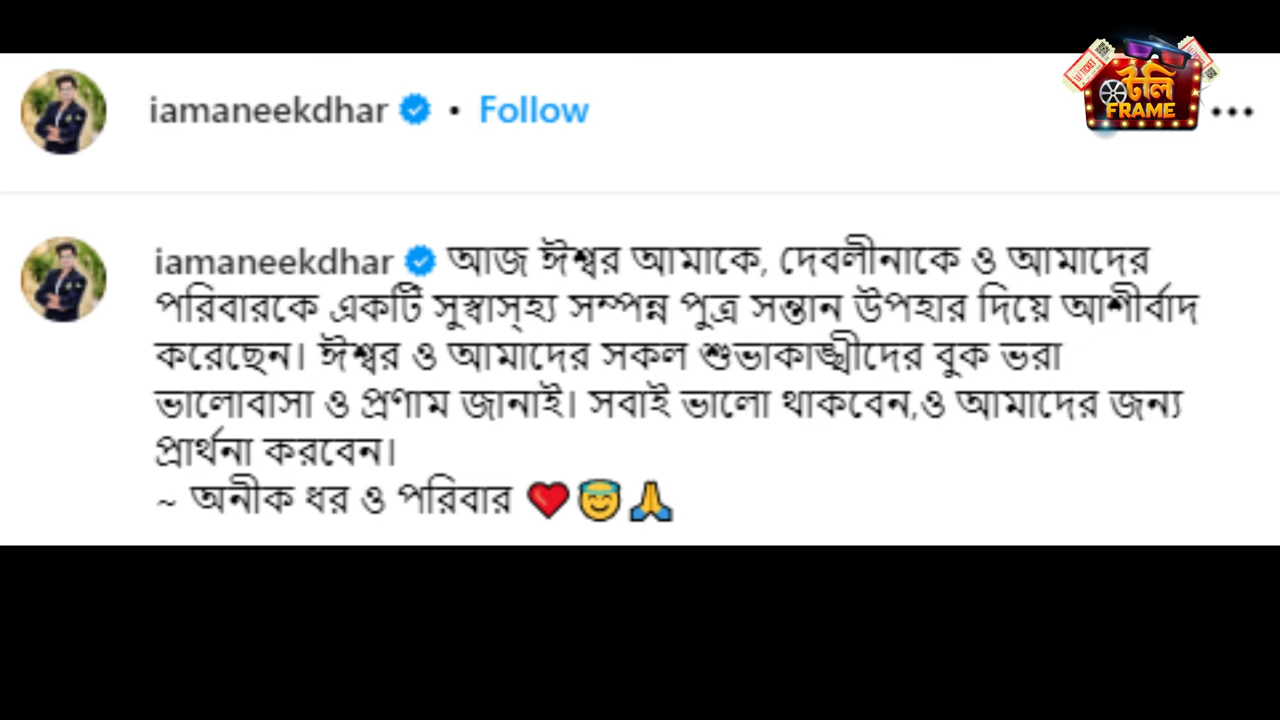 টলি
FRAME
iamaneekdhar • Follow
iamaneekdhar আজ ঈশ্বর আমাকে, দেবলীনাকে ও আমাদের
পরিবারকে একটি সুস্বাস্হ্য সম্পন্ন পুত্র সন্তান উপহার দিয়ে আশীর্বাদ
করেছেন। ঈশ্বর ও আমাদের সকল শুভাকাঙ্খীদের বুক ভরা
ভালোবাসা ও প্রণাম জানাই। সবাই ভালো থাকবেন,ও আমাদের জন্য
প্রার্থনা করবেন।
~ অনীক ধর ও পরিবার ❤️😇🙏